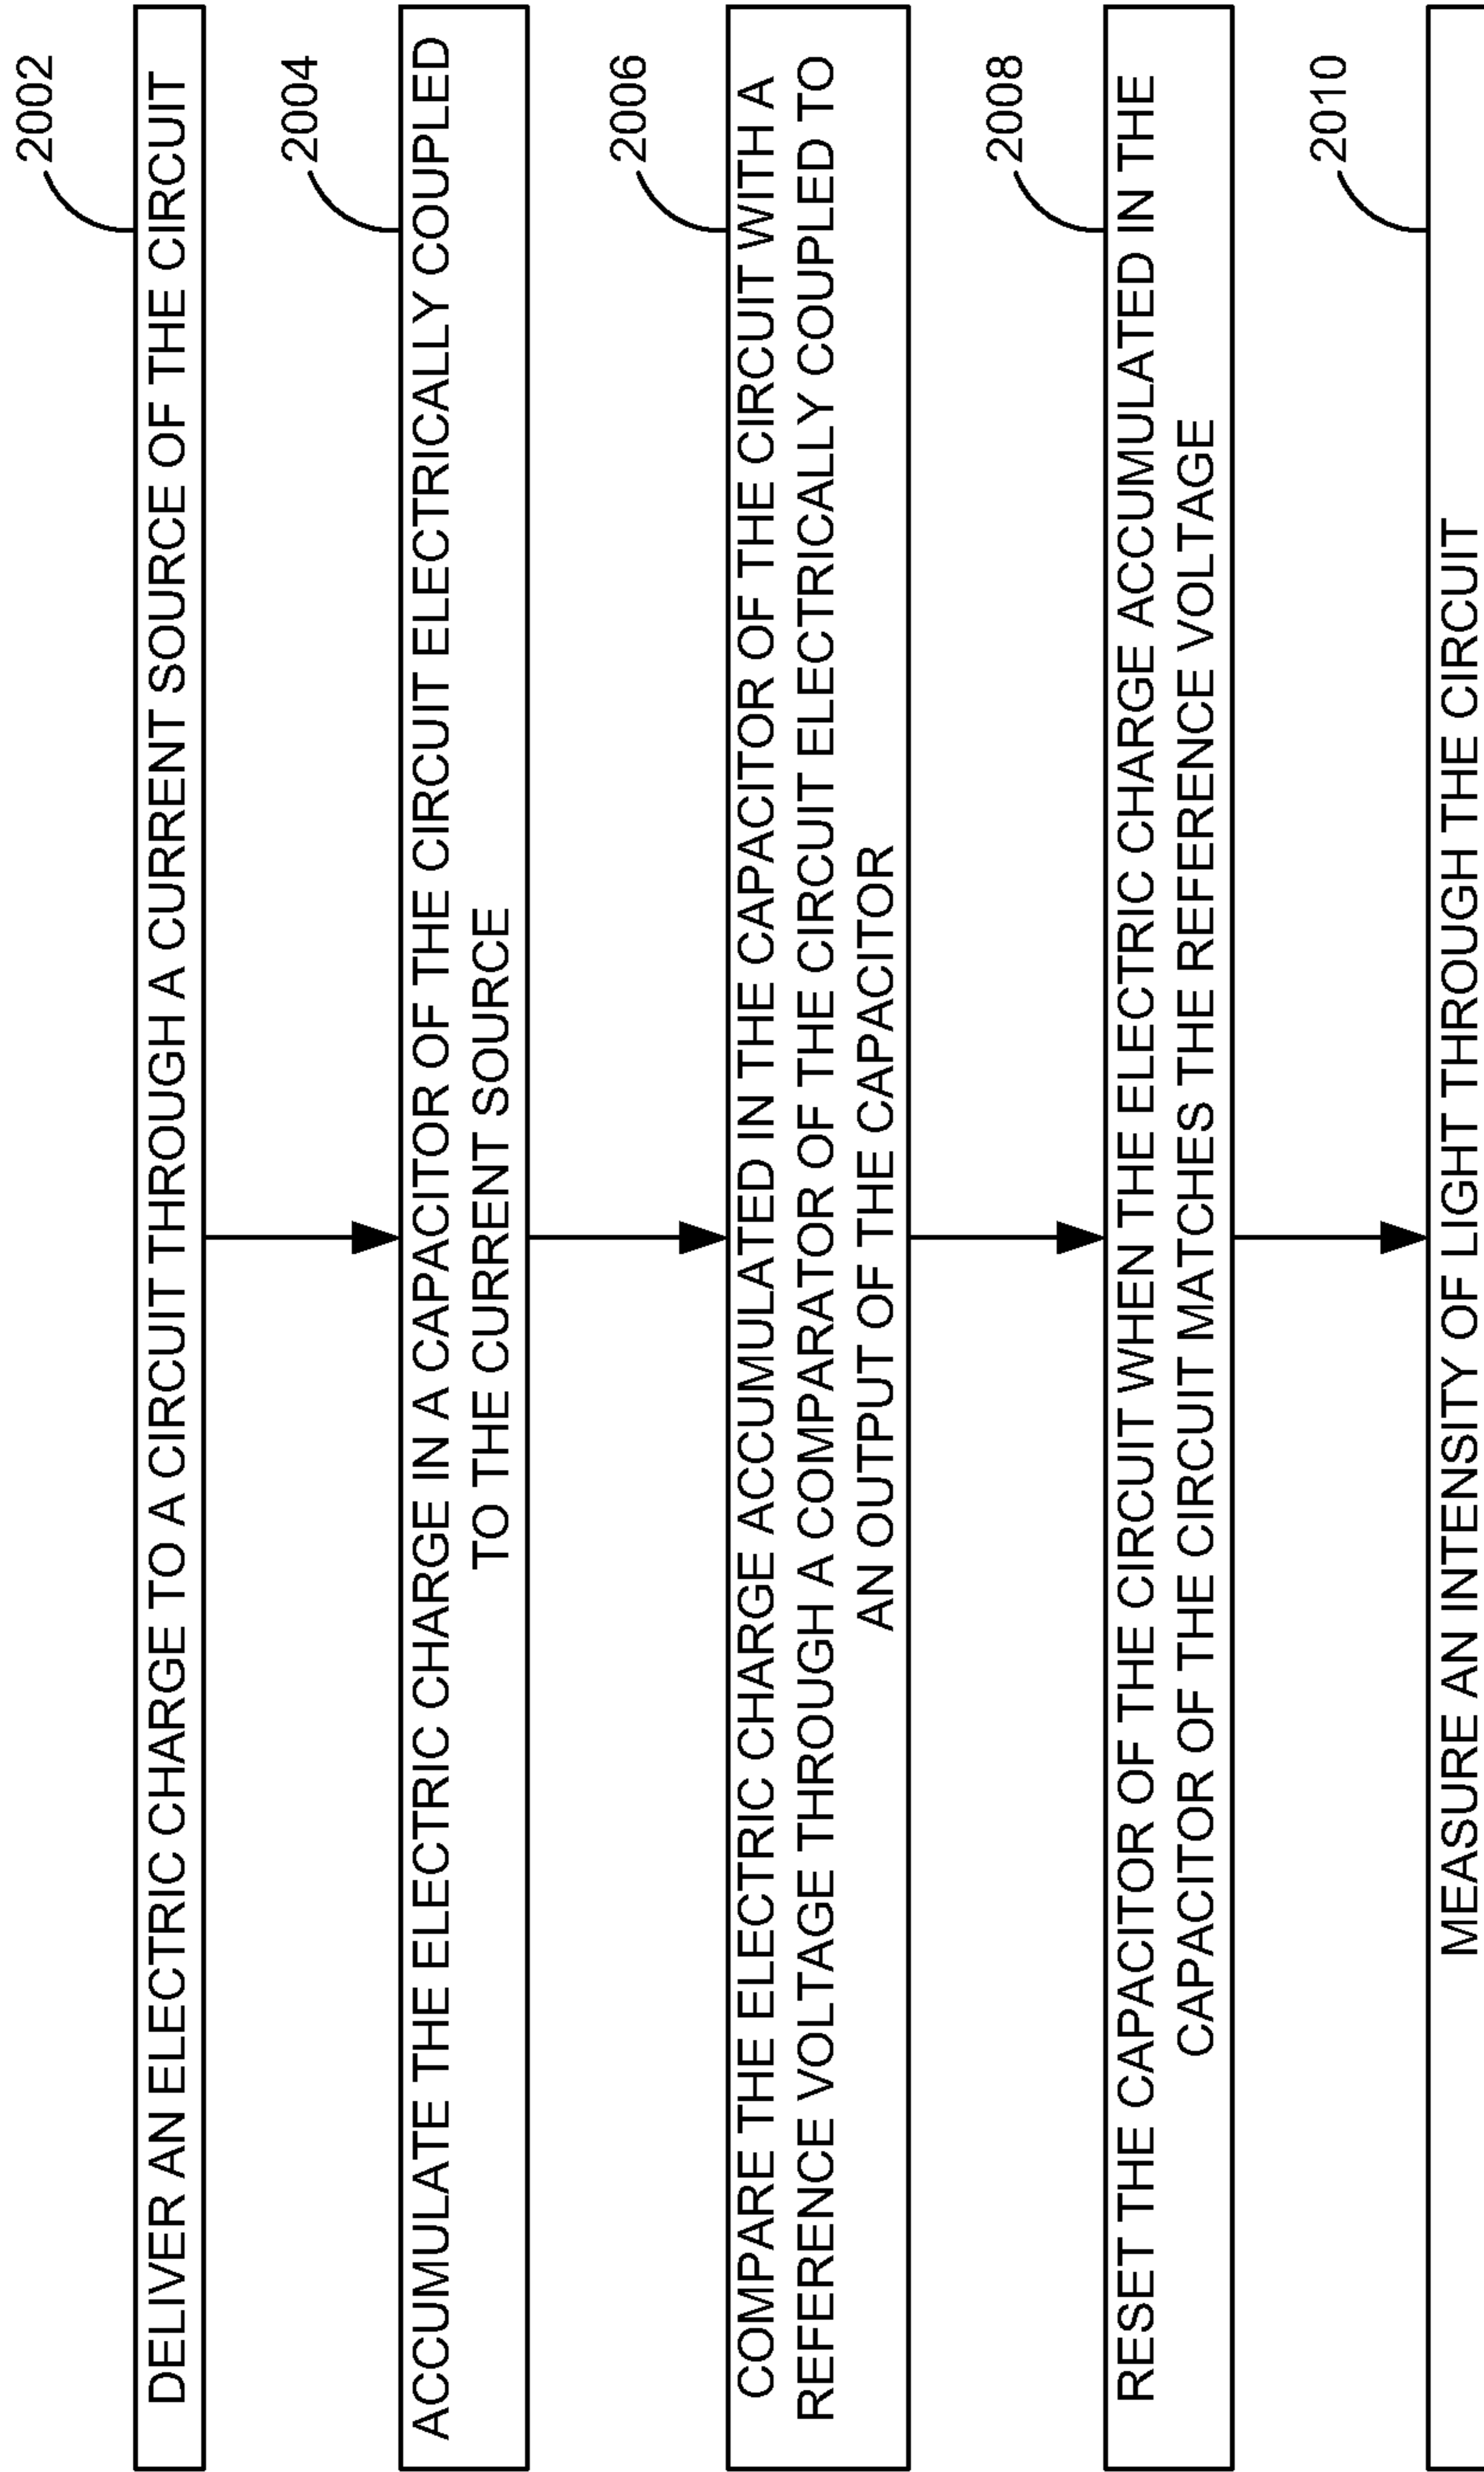 2002
DELIVER AN ELECTRIC CHARGE TO A CIRCUIT THROUGH A CURRENT SOURCE OF THE CIRCUIT
2004
ACCUMULATE THE ELECTRIC CHARGE IN A CAPACITOR OF THE CIRCUIT ELECTRICALLY COUPLED
TO THE CURRENT SOURCE
2006
COMPARE THE ELECTRIC CHARGE ACCUMULATED IN THE CAPACITOR OF THE CIRCUIT WITH A
REFERENCE VOLTAGE THROUGH A COMPARATOR OF THE CIRCUIT ELECTRICALLY COUPLED TO
AN OUTPUT OF THE CAPACITOR
2008
RESET THE CAPACITOR OF THE CIRCUIT WHEN THE ELECTRIC CHARGE ACCUMULATED IN THE
CAPACITOR OF THE CIRCUIT MATCHES THE REFERENCE VOLTAGE
2010
MEASURE AN INTENSITY OF LIGHT THROUGH THE CIRCUIT